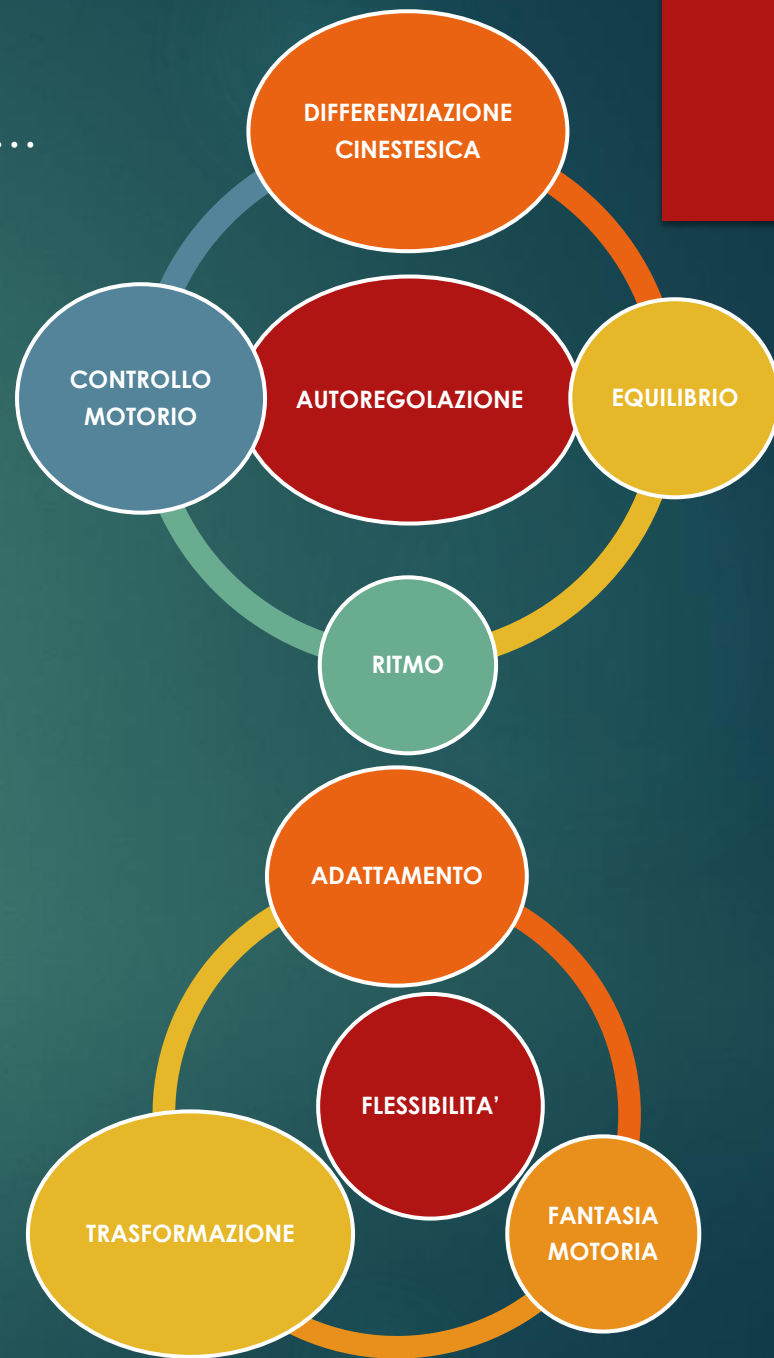 ...
DIFFERENZIAZIONE
CINESTESICA
CONTROLLO
MOTORIO
AUTOREGOLAZIONE
EQUILIBRIO
RITMO
ADATTAMENTO
FLESSIBILITA’
TRASFORMAZIONE
FANTASIA
MOTORIA